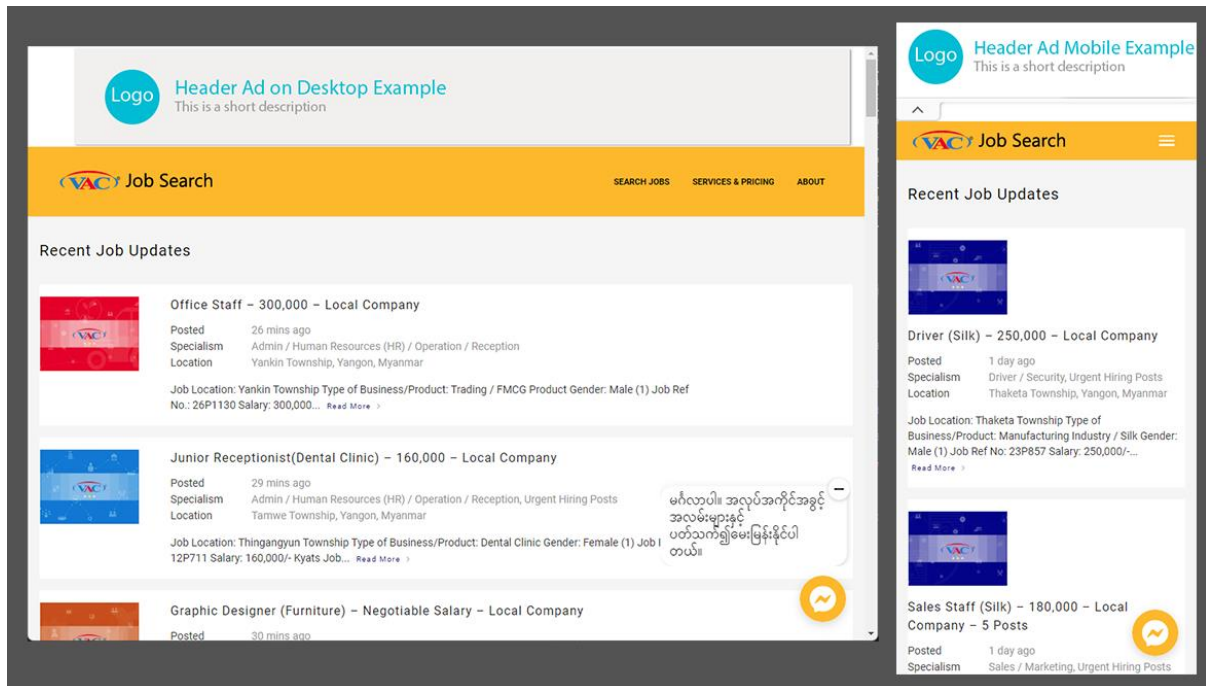 Logo
Header Ad on Desktop Example
This is a short description
VAC Job Search
SEARCH JOBS SERVICES & PRICING ABOUT
Recent Job Updates
VAC
Office Staff – 300,000 – Local Company
Posted 26 mins ago
Specialism Admin / Human Resources (HR) / Operation / Reception
Location Yankin Township, Yangon, Myanmar
Job Location: Yankin Township Type of Business/Product: Trading / FMCG Product Gender: Male (1) Job Ref
No.: 26P1130 Salary: 300,000... Read More >
VAC
Junior Receptionist(Dental Clinic) – 160,000 – Local Company
Posted 29 mins ago
Specialism Admin / Human Resources (HR) / Operation / Reception, Urgent Hiring Posts
Location Tamwe Township, Yangon, Myanmar
Job Location: Thingangyun Township Type of Business/Product: Dental Clinic Gender: Female (1) Job
12P711 Salary: 160,000/- Kyats Job... Read More >
မင်္ဂလာပါ။ အလုပ်အကိုင်အခွင့်
အလမ်းများနှင့်
ပတ်သက်၍မေးမြန်းနိုင်ပါ
တယ်။
VAC
Graphic Designer (Furniture) – Negotiable Salary – Local Company
Posted 30 mins ago
Logo
Header Ad Mobile Example
This is a short description
VAC Job Search
Recent Job Updates
VAC
Driver (Silk) – 250,000 – Local Company
Posted 1 day ago
Specialism Driver / Security, Urgent Hiring Posts
Location Thaketa Township, Yangon, Myanmar
Job Location: Thaketa Township Type of
Business/Product: Manufacturing Industry / Silk Gender:
Male (1) Job Ref No: 23P857 Salary: 250,000/-...
Read More >
VAC
Sales Staff (Silk) – 180,000 – Local
Company – 5 Posts
Posted 1 day ago
Specialism Sales / Marketing, Urgent Hiring Posts